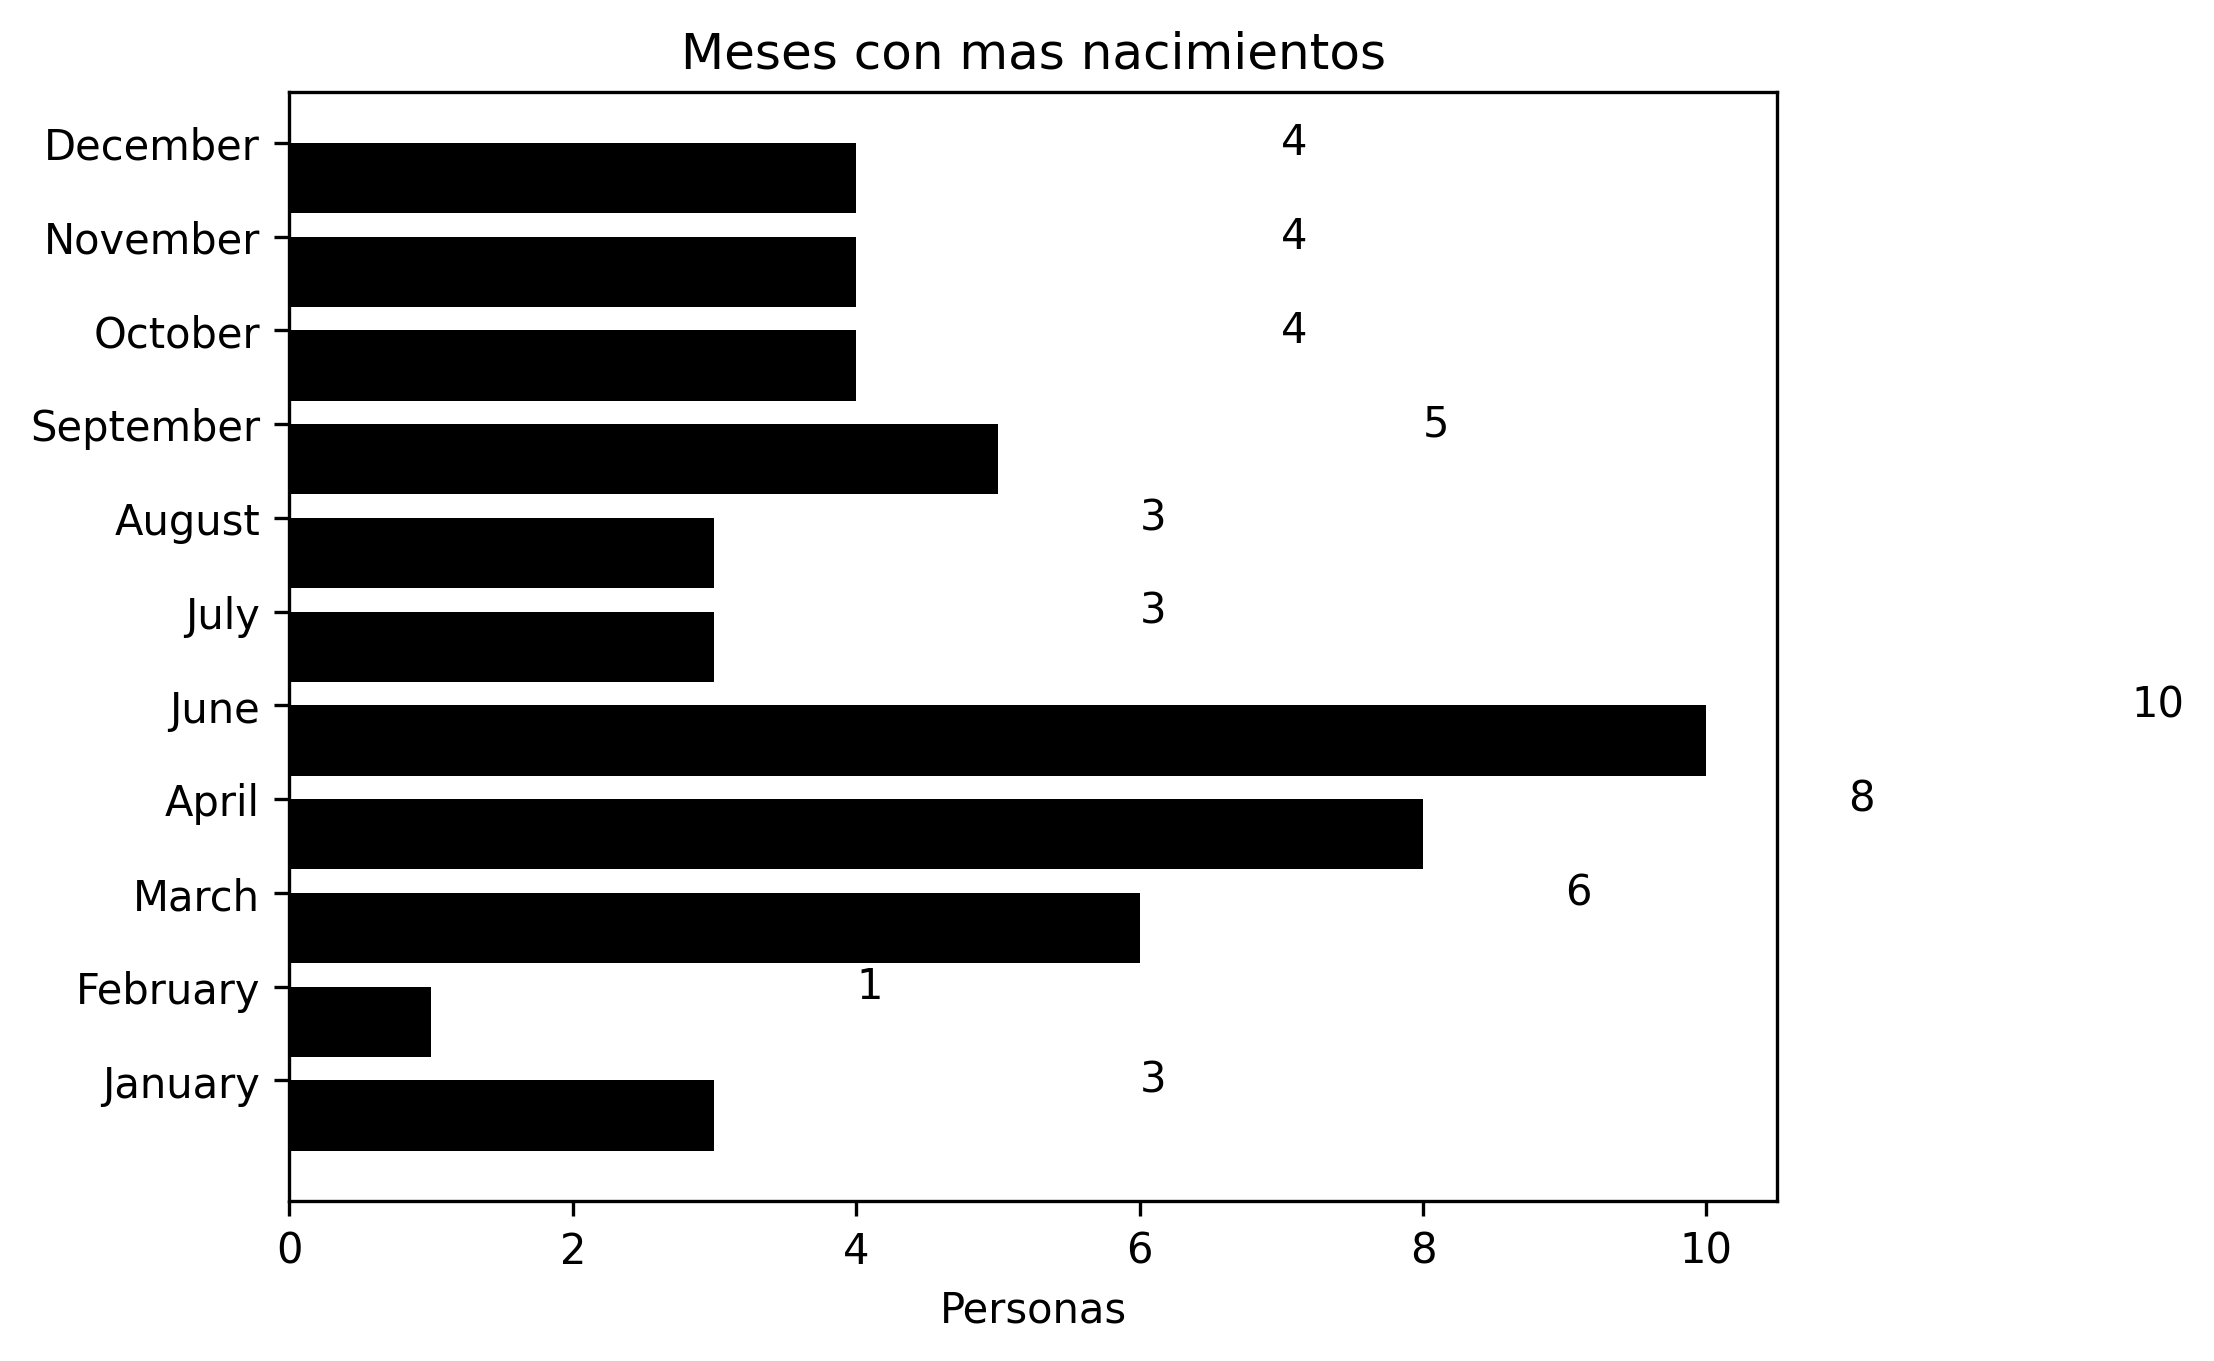 Meses con mas nacimientos
December 4
November 4
October 4
September 5
August 3
July 3
June 10
April 8
March 6
February 1
January 3
0 2 4 6 8 10
Personas